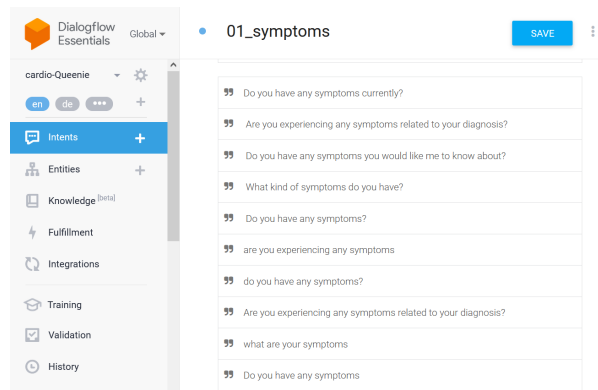 Dialogflow
Essentials
Global
01_symptoms
SAVE
cardio-Queenie
en
de
Intents
Entities
Knowledge [beta]
Fulfillment
Integrations
Training
Validation
History
Do you have any symptoms currently?
Are you experiencing any symptoms related to your diagnosis?
Do you have any symptoms you would like me to know about?
What kind of symptoms do you have?
Do you have any symptoms?
are you experiencing any symptoms
do you have any symptoms?
Are you experiencing any symptoms related to your diagnosis?
what are your symptoms
Do you have any symptoms